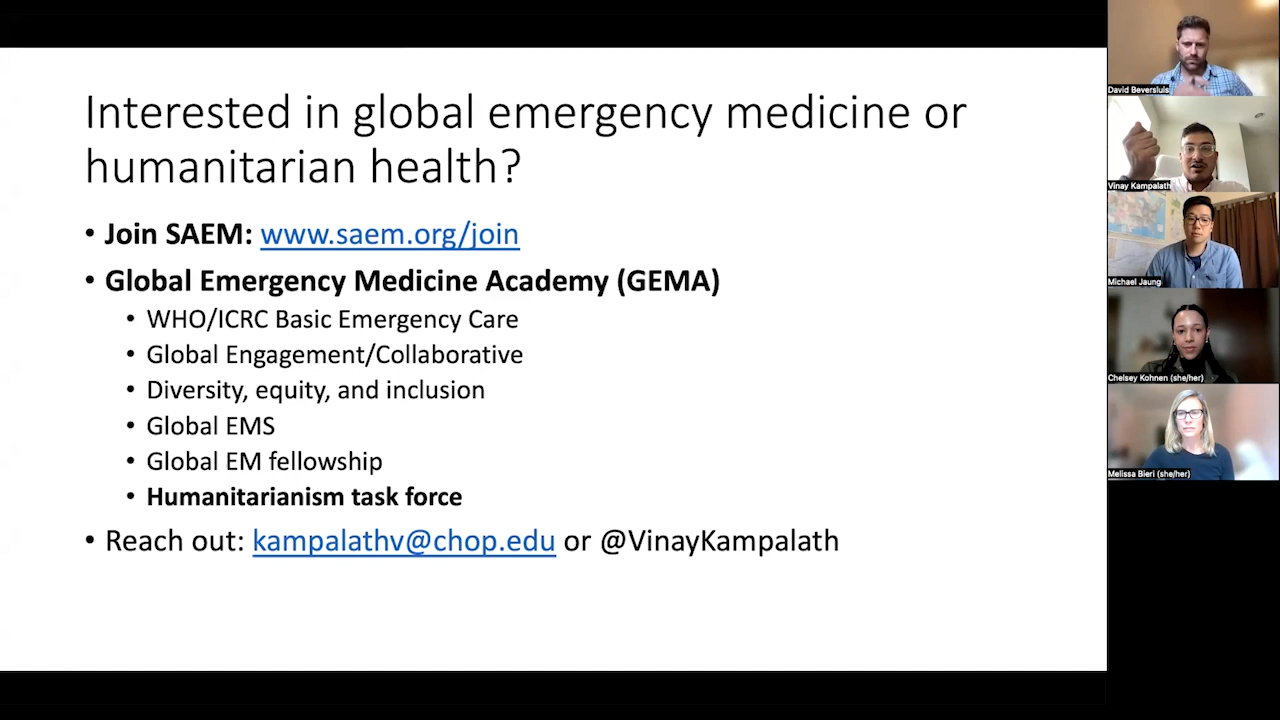 Interested in global emergency medicine or
humanitarian health?
• Join SAEM: www.saem.org/join
• Global Emergency Medicine Academy (GEMA)
• WHO/ICRC Basic Emergency Care
• Global Engagement/Collaborative
• Diversity, equity, and inclusion
• Global EMS
• Global EM fellowship
• Humanitarianism task force
• Reach out: kampalathv@chop.edu or @VinayKampalath
David Beversluis
Vinay Kampalath
Michael Jaung
Chelsey Kohnen (she/her)
Melissa Bieri (she/her)